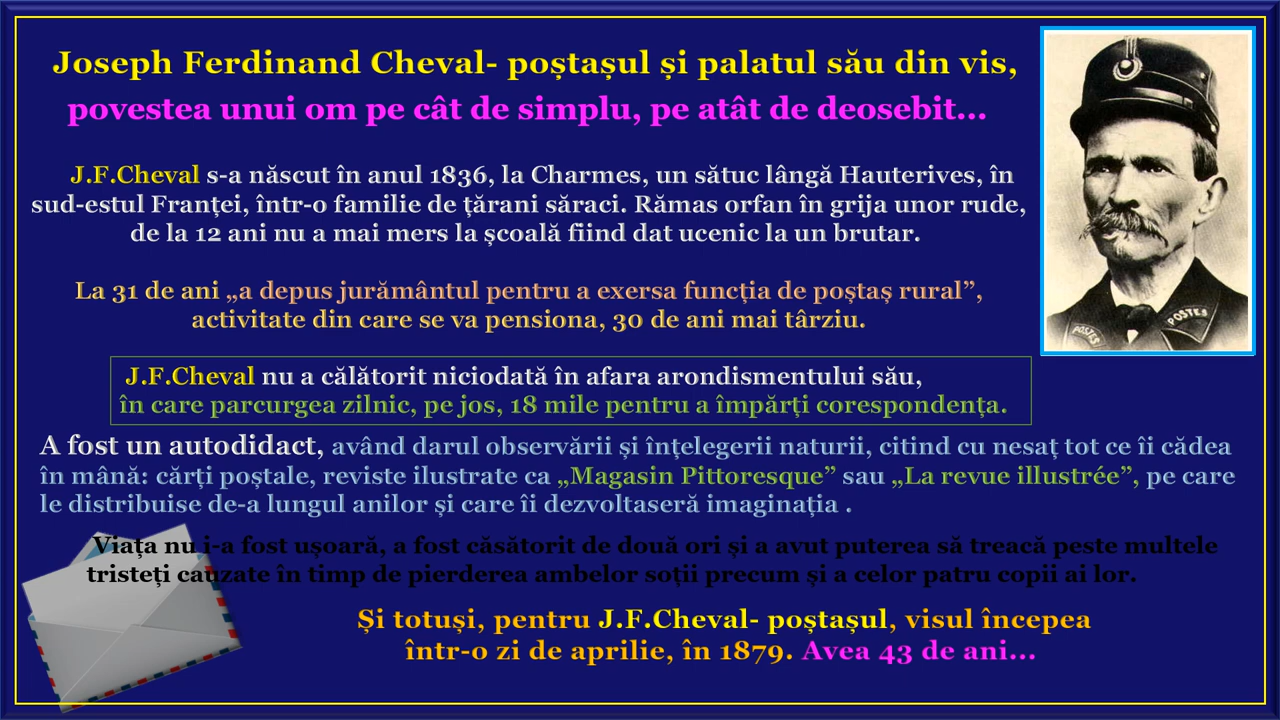 Joseph Ferdinand Cheval- poștașul și palatul său din vis,
povestea unui om pe cât de simplu, pe atât de deosebit...
J.F.Cheval s-a născut în anul 1836, la Charmes, un sătuc lângă Hauterives, în
sud-estul Franței, într-o familie de țărani săraci. Rămas orfan în grija unor rude,
de la 12 ani nu a mai mers la școală fiind dat ucenic la un brutar.
La 31 de ani „a depus jurământul pentru a exersa funcția de poștaş rural”,
activitate din care se va pensiona, 30 de ani mai târziu.
J.F.Cheval nu a călătorit niciodată în afara arondismentului său,
în care parcurgea zilnic, pe jos, 18 mile pentru a împărți corespondența.
A fost un autodidact, având darul observării și înțelegerii naturii, citind cu nesaț tot ce îi cădea
în mână: cărți poștale, reviste ilustrate ca „Magasin Pittoresque” sau „La revue illustrée”, pe care
le distribuise de-a lungul anilor și care îi dezvoltaseră imaginația .
Viața nu i-a fost uşoară, a fost căsătorit de două ori și a avut puterea să treacă peste multele
tristeţi cauzate în timp de pierderea ambelor soții precum și a celor patru copii ai lor.
Și totuși, pentru J.F.Cheval- poștașul, visul începea
într-o zi de aprilie, în 1879. Avea 43 de ani...
POSTES
POSTES